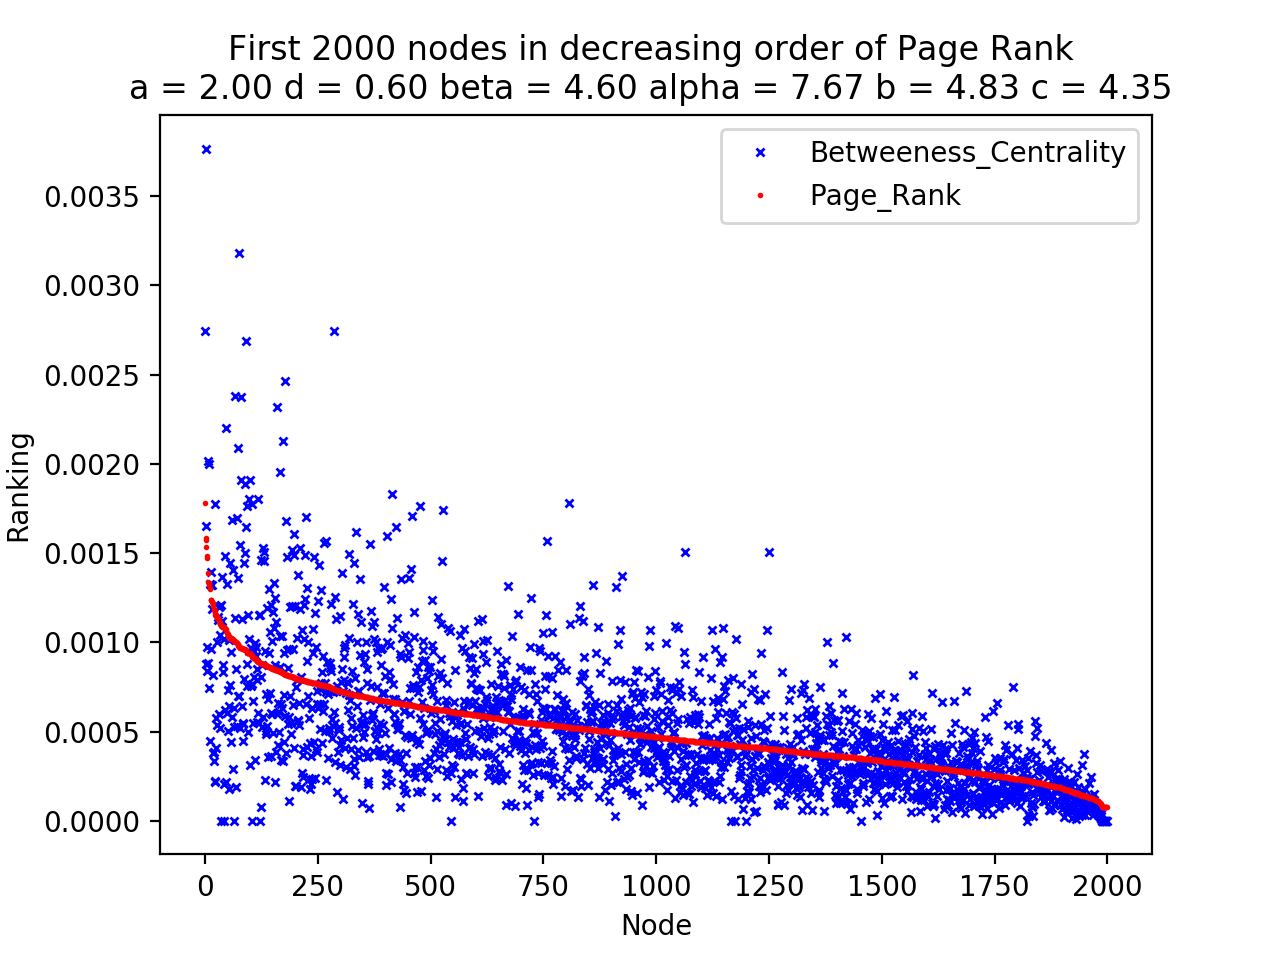 First 2000 nodes in decreasing order of Page Rank
a = 2.00 d = 0.60 beta = 4.60 alpha = 7.67 b = 4.83 c = 4.35
Betweeness_Centrality
Page_Rank
0.0035
0.0030
0.0025
0.0020
0.0015
0.0010
0.0005
0.0000
Ranking
0 250 500 750 1000 1250 1500 1750 2000
Node